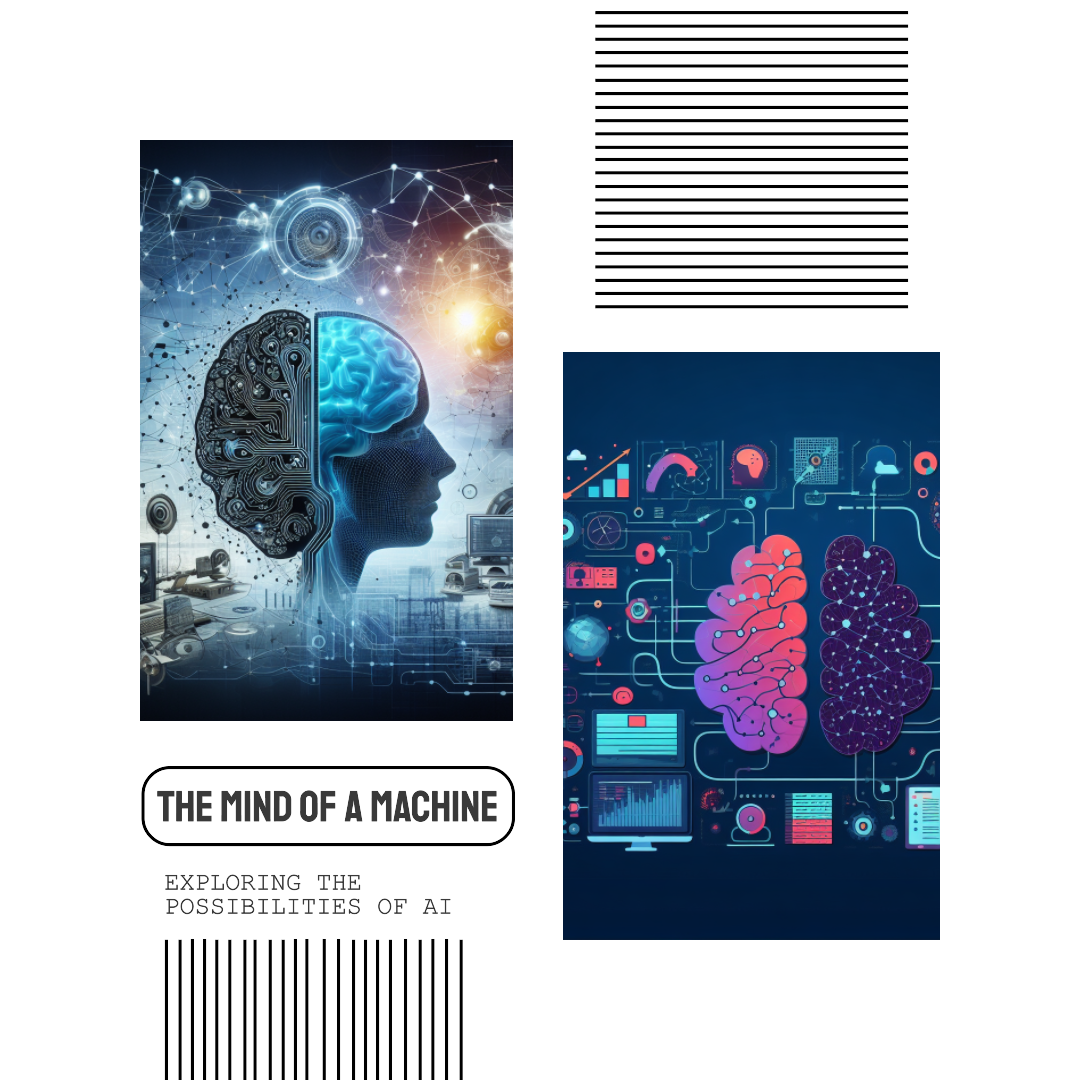 THE MIND OF A MACHINE
EXPLORING THE
POSSIBILITIES OF AI